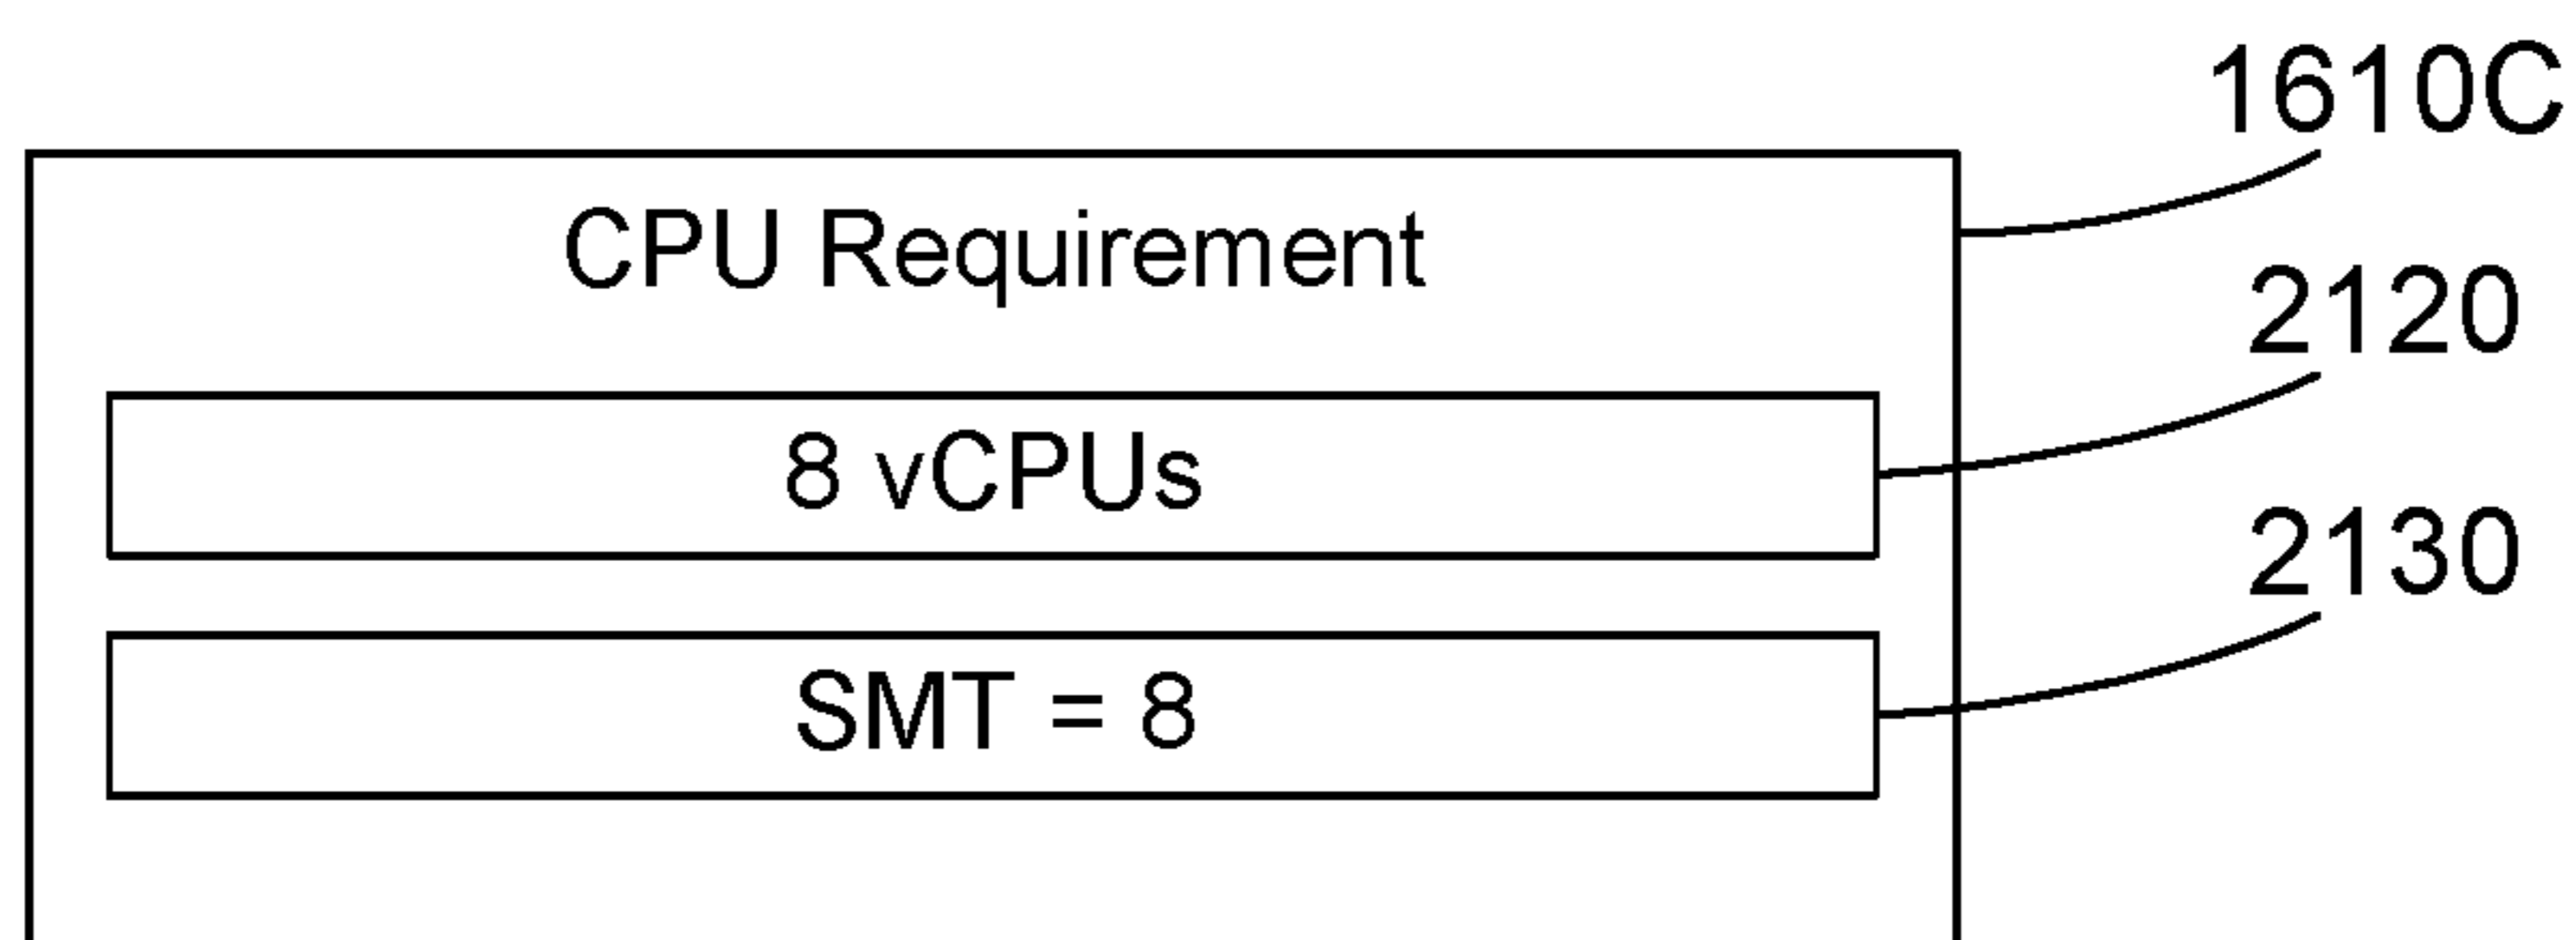 1610C
CPU Requirement
2120
8 vCPUs
2130
SMT = 8